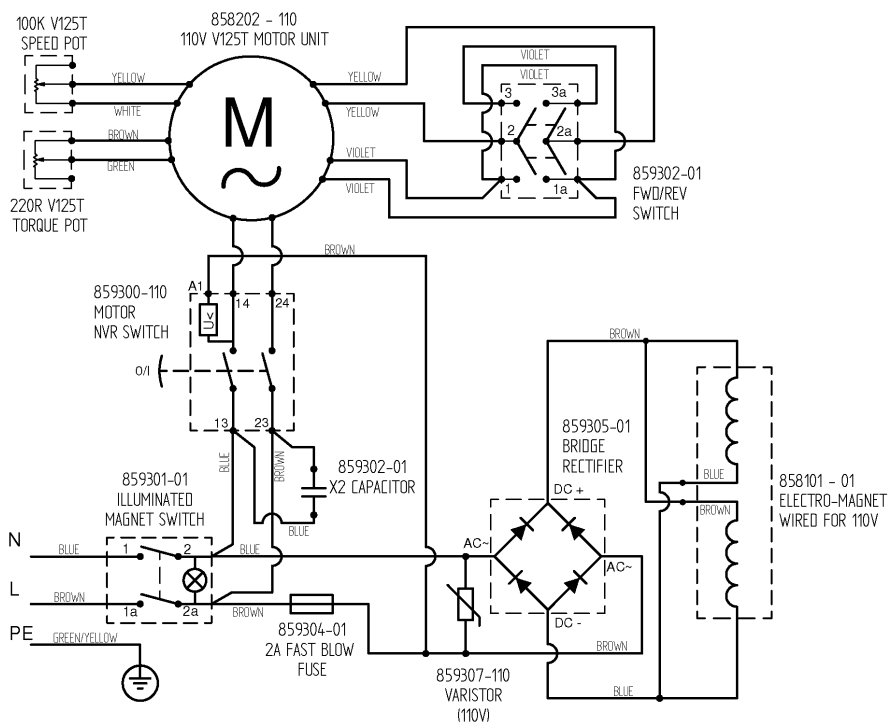 100K V125T
SPEED POT
858202 - 110
110V V125T MOTOR UNIT
YELLOW
WHITE
BROWN
GREEN
220R V125T
TORQUE POT
M
YELLOW
YELLOW
VIOLET
VIOLET
VIOLET
VIOLET
3
3a
2
2a
1
1a
859302-01
FWD/REV
SWITCH
BROWN
859300-110
MOTOR
NVR SWITCH
A1
14
24
U<
O/I
13
23
BLUE
BROWN
859302-01
X2 CAPACITOR
BLUE
859301-01
ILLUMINATED
MAGNET SWITCH
N
BLUE
1
2
BLUE
L
BROWN
1a
2a
BROWN
PE
GREEN/YELLOW
859304-01
2A FAST BLOW
FUSE
859305-01
BRIDGE
RECTIFIER
DC +
AC~
AC~
DC -
859307-110
VARISTOR
(110V)
BROWN
BROWN
BLUE
BLUE
BROWN
858101 - 01
ELECTRO-MAGNET
WIRED FOR 110V